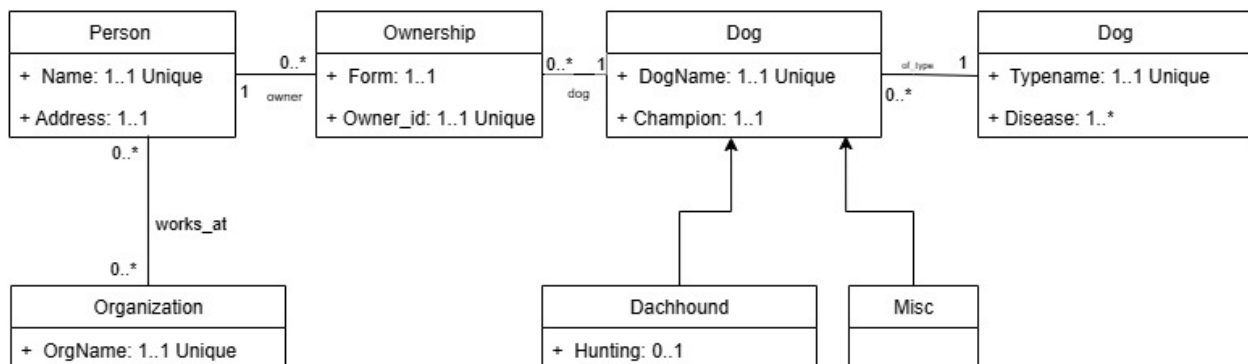 Person
+ Name: 1..1 Unique
+ Address: 1..1
0..*
1
owner
Ownership
+ Form: 1..1
+ Owner_id: 1..1 Unique
0..*
1
dog
Dog
+ DogName: 1..1 Unique
+ Champion: 1..1
of_type
1
0..*
Dog
+ Typename: 1..1 Unique
+ Disease: 1..*
0..*
works_at
0..*
Organization
+ OrgName: 1..1 Unique
Dachhound
+ Hunting: 0..1
Misc